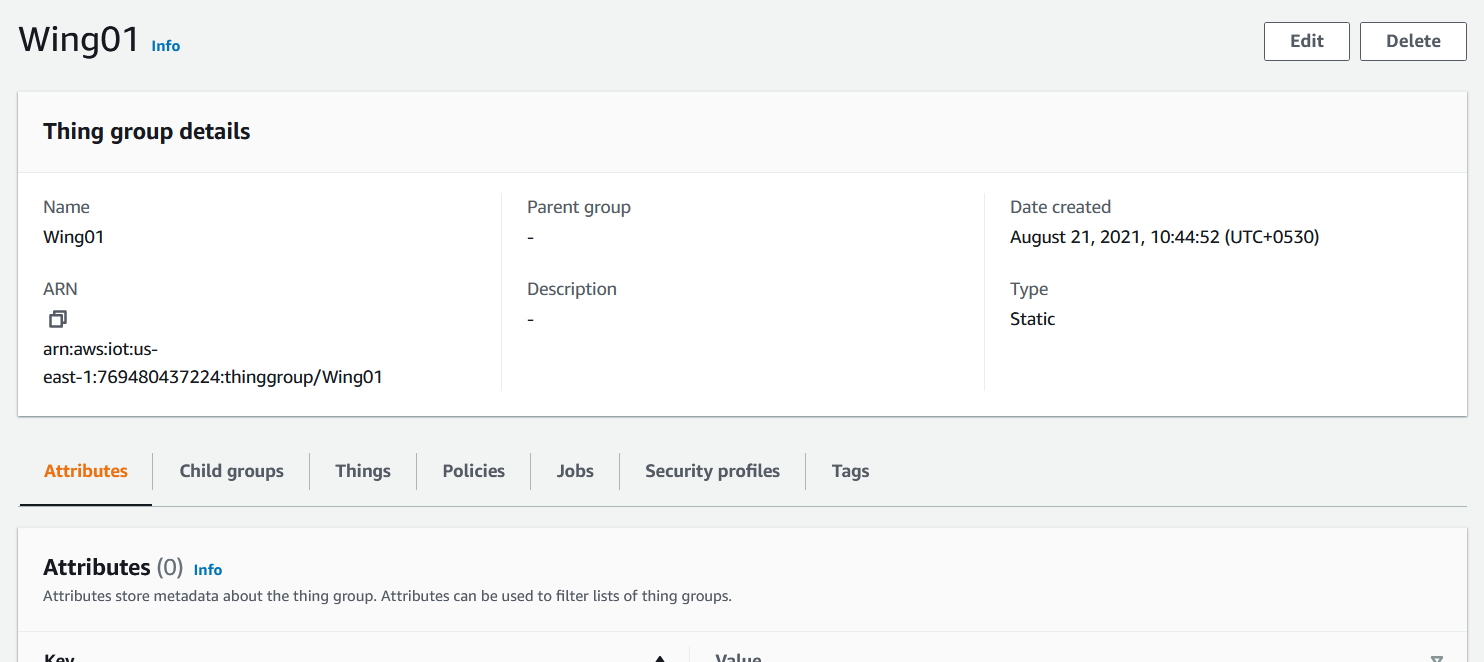 Wing01 Info
Edit
Delete
Thing group details
Name
Wing01
Parent group
-
Date created
August 21, 2021, 10:44:52 (UTC+0530)
ARN
arn:aws:iot:us-
east-1:769480437224:thinggroup/Wing01
Description
-
Type
Static
Attributes
Child groups
Things
Policies
Jobs
Security profiles
Tags
Attributes (0) Info
Attributes store metadata about the thing group. Attributes can be used to filter lists of thing groups.
Key
Value